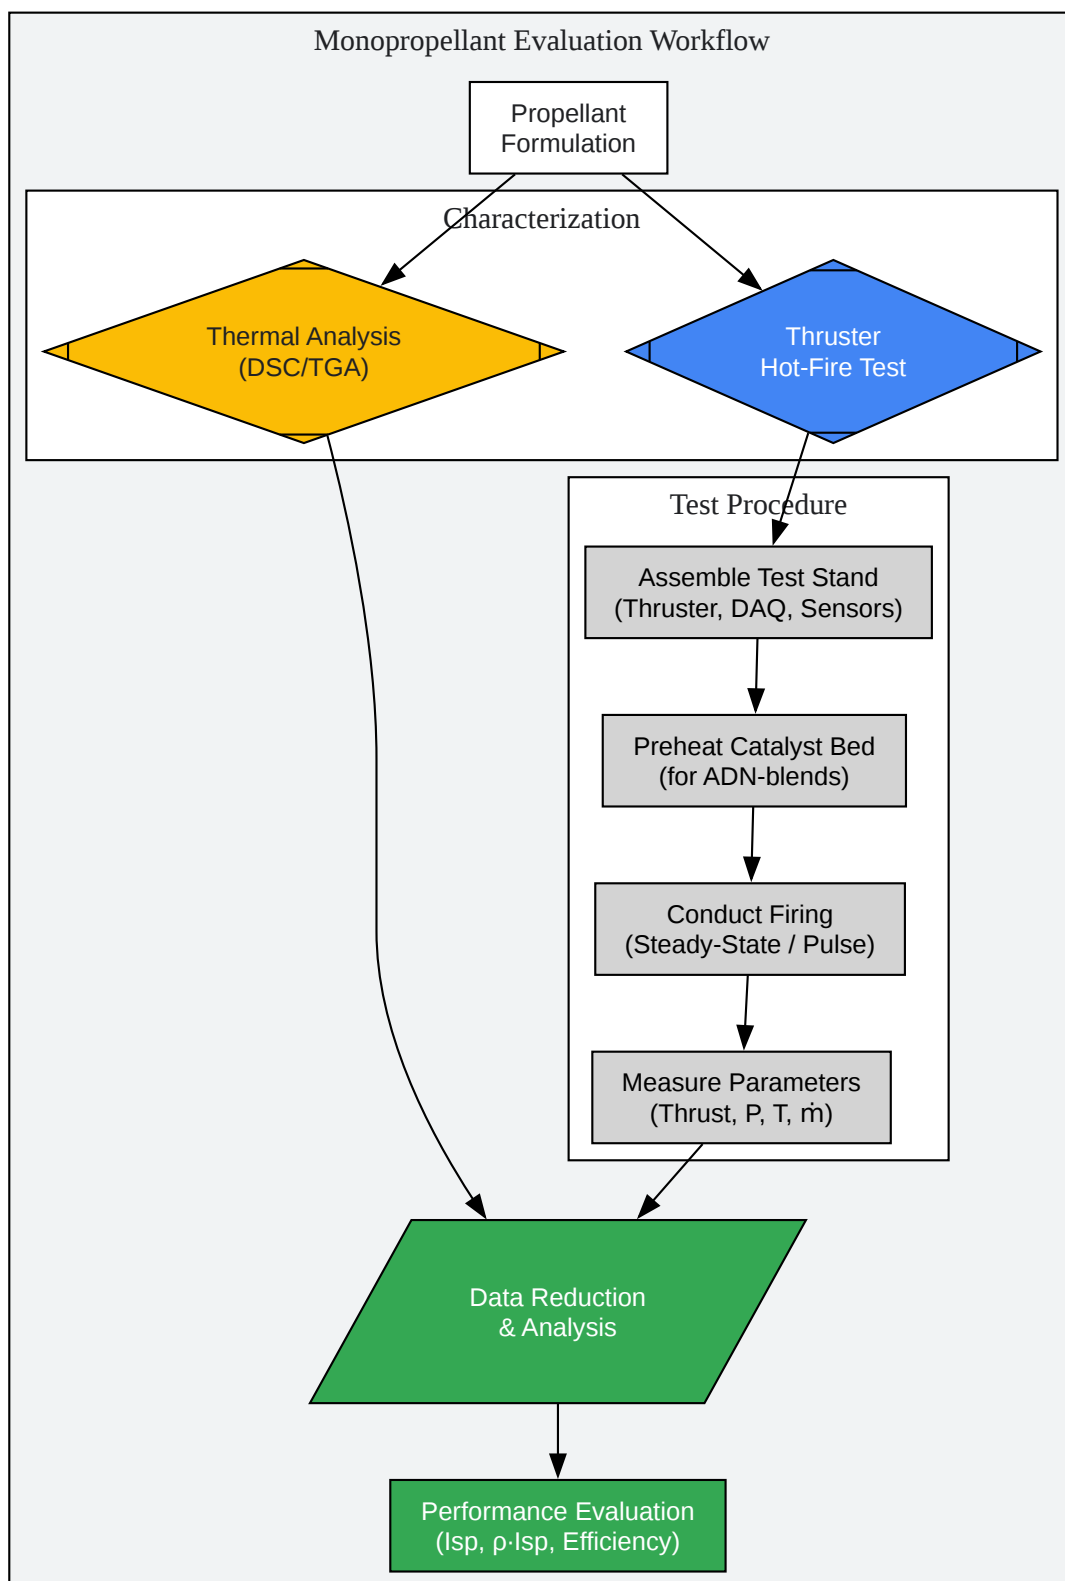 Monopropellant Evaluation Workflow
Propellant
Formulation
Characterization
Thermal Analysis
(DSC/TGA)
Thruster
Hot-Fire Test
Test Procedure
Assemble Test Stand
(Thruster, DAQ, Sensors)
Preheat Catalyst Bed
(for ADN-blends)
Conduct Firing
(Steady-State / Pulse)
Measure Parameters
(Thrust, P, T, ṁ)
Data Reduction
& Analysis
Performance Evaluation
(Isp, ρ·Isp, Efficiency)